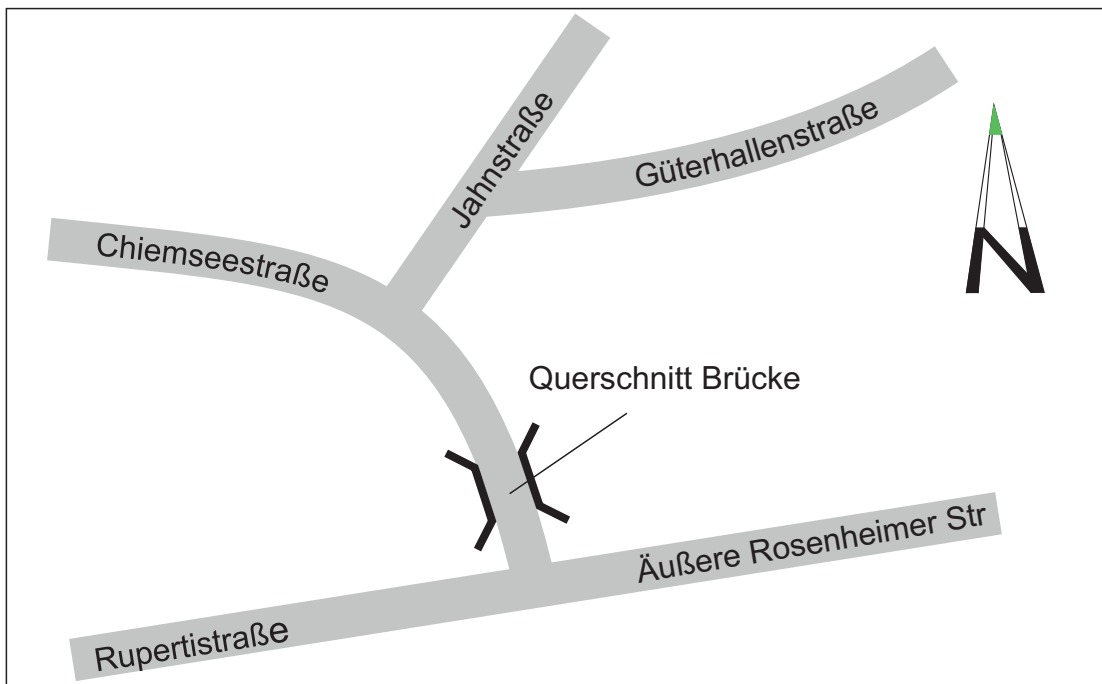 Jahnstraße
Güterhallenstraße
Chiemseestraße
N
Querschnitt Brücke
Äußere Rosenheimer Str
Rupertistraße